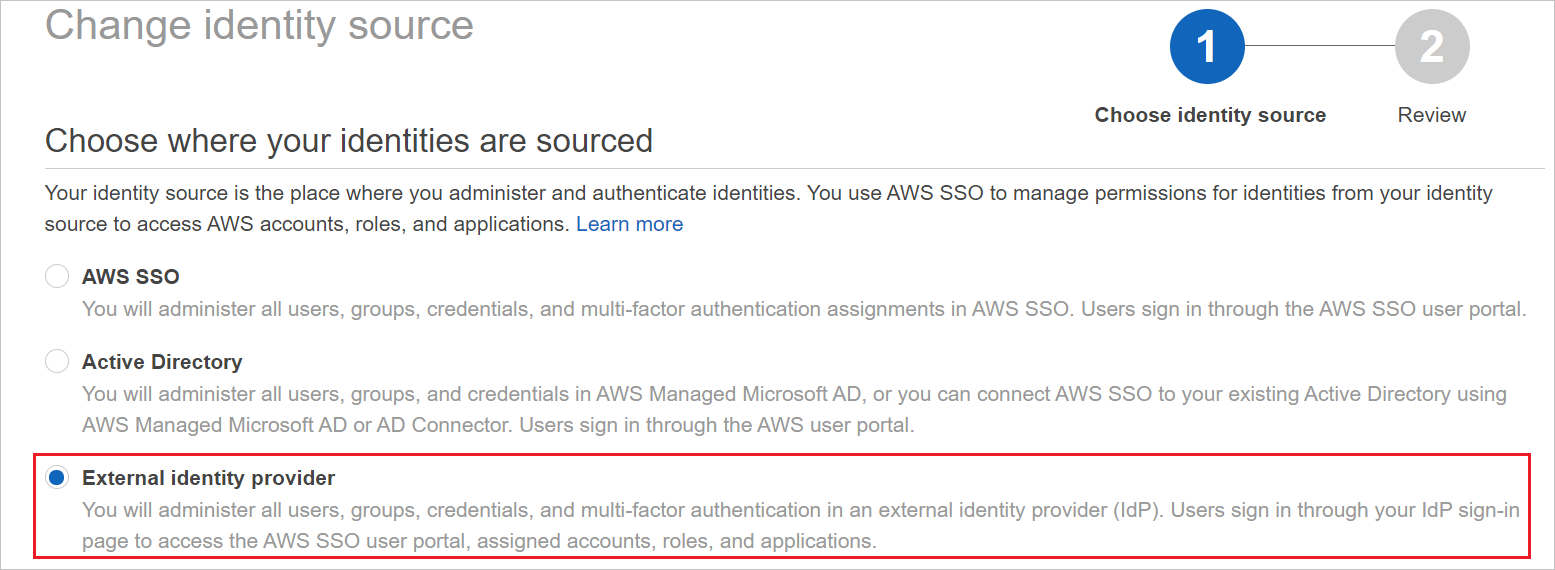 Change identity source
1
2
Choose identity source
Review
Choose where your identities are sourced
Your identity source is the place where you administer and authenticate identities. You use AWS SSO to manage permissions for identities from your identity
source to access AWS accounts, roles, and applications. Learn more
AWS SSO
You will administer all users, groups, credentials, and multi-factor authentication assignments in AWS SSO. Users sign in through the AWS SSO user portal.
Active Directory
You will administer all users, groups, and credentials in AWS Managed Microsoft AD, or you can connect AWS SSO to your existing Active Directory using
AWS Managed Microsoft AD or AD Connector. Users sign in through the AWS user portal.
External identity provider
You will administer all users, groups, credentials, and multi-factor authentication in an external identity provider (IdP). Users sign in through your IdP sign-in
page to access the AWS SSO user portal, assigned accounts, roles, and applications.